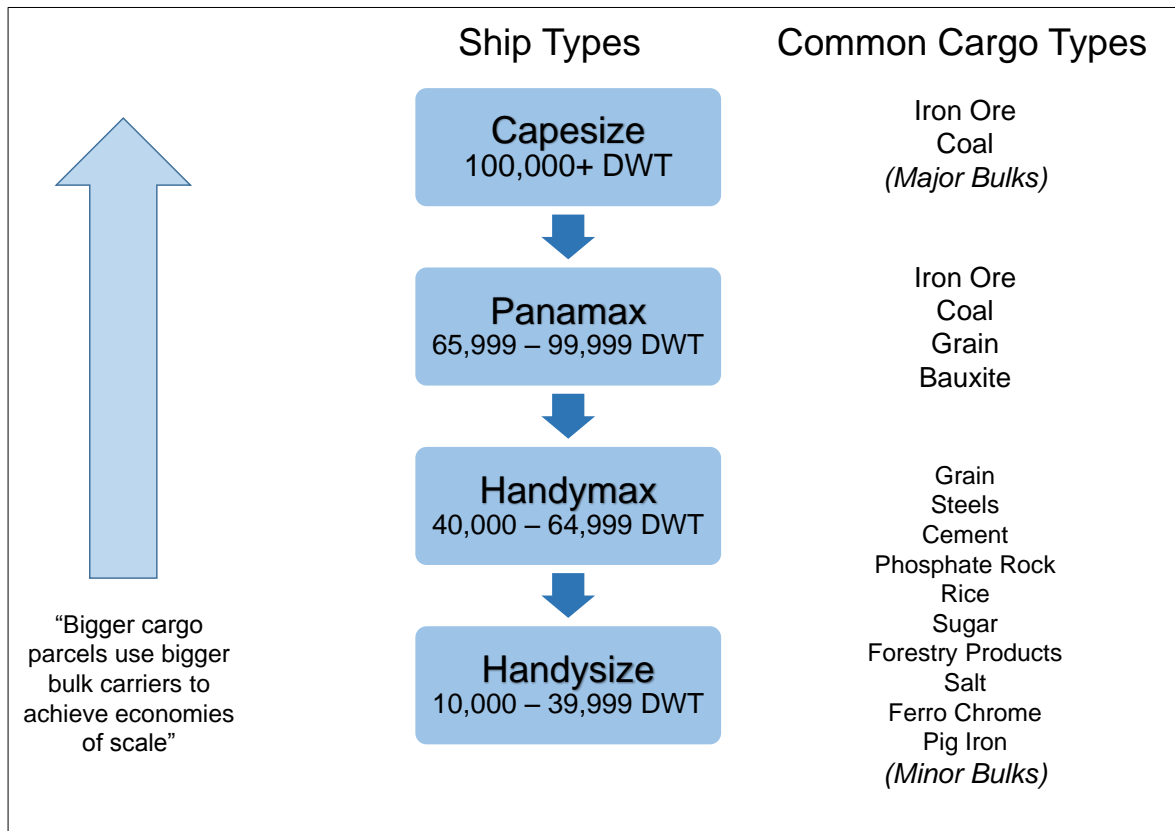 Ship Types
Common Cargo Types
Capesize
100,000+ DWT
Iron Ore
Coal
(Major Bulks)
Panamax
65,999 – 99,999 DWT
Iron Ore
Coal
Grain
Bauxite
Handymax
40,000 – 64,999 DWT
Handysize
10,000 – 39,999 DWT
Grain
Steels
Cement
Phosphate Rock
Rice
Sugar
Forestry Products
Salt
Ferro Chrome
Pig Iron
(Minor Bulks)
“Bigger cargo
parcels use bigger
bulk carriers to
achieve economies
of scale”